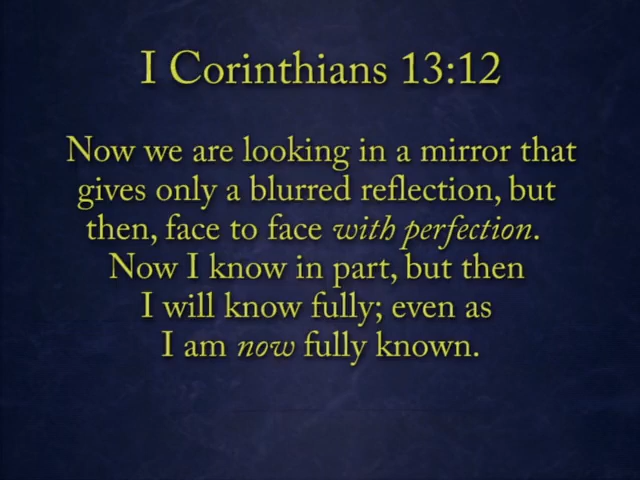 I Corinthians 13:12
Now we are looking in a mirror that
gives only a blurred reflection, but
then, face to face with perfection.
Now I know in part, but then
I will know fully; even as
I am now fully known.